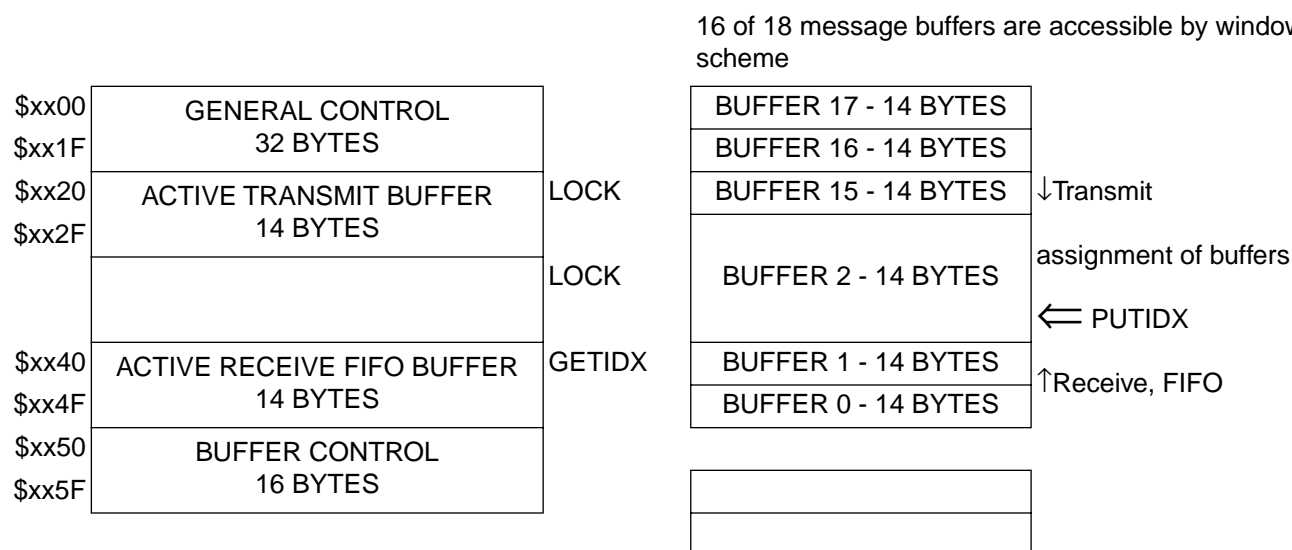 16 of 18 message buffers are accessible by window
scheme
$xx00
GENERAL CONTROL
32 BYTES
$xx1F
$xx20
ACTIVE TRANSMIT BUFFER
14 BYTES
$xx2F
LOCK
LOCK
$xx40
ACTIVE RECEIVE FIFO BUFFER
14 BYTES
$xx4F
GETIDX
$xx50
BUFFER CONTROL
16 BYTES
$xx5F
BUFFER 17 - 14 BYTES
BUFFER 16 - 14 BYTES
BUFFER 15 - 14 BYTES
↓Transmit
BUFFER 2 - 14 BYTES
assignment of buffers
⇐ PUTIDX
BUFFER 1 - 14 BYTES
↑Receive, FIFO
BUFFER 0 - 14 BYTES